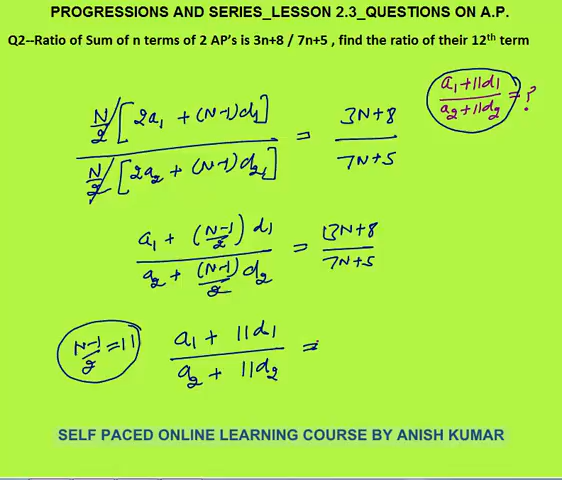 PROGRESSIONS AND SERIES_LESSON 2.3_QUESTIONS ON A.P.
Q2--Ratio of Sum of n terms of 2 AP's is 3n+8 / 7n+5 , find the ratio of their 12th term
a1+11d1 / a2+11d2 = ?
N/2 [2a1 + (N-1)d1] / N/2 [2a2 + (N-1)d2] = 3N+8 / 7N+5
a1 + (N-1/2) d1 / a2 + (N-1)/2 d2 = 3N+8 / 7N+5
N-1/2 = 11
a1 + 11d1 / a2 + 11d2 =
SELF PACED ONLINE LEARNING COURSE BY ANISH KUMAR